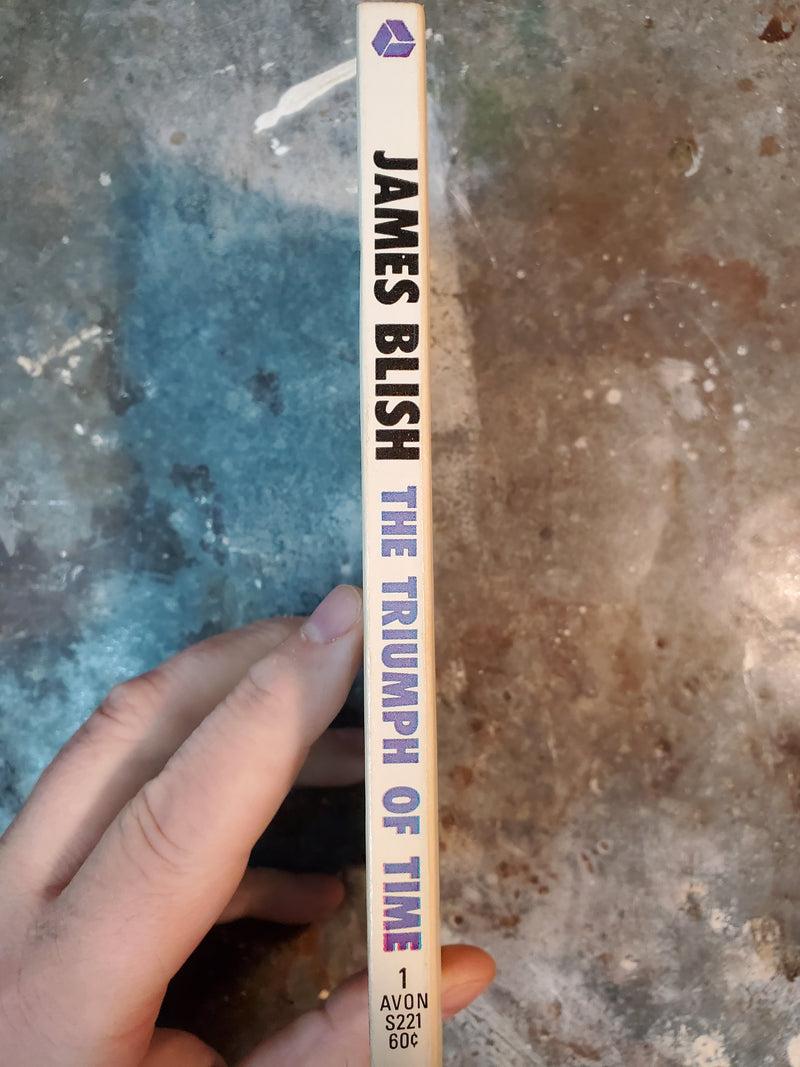 JAMES BLISH THE TRIUMPH OF TIME
1
AVON
S221
60¢